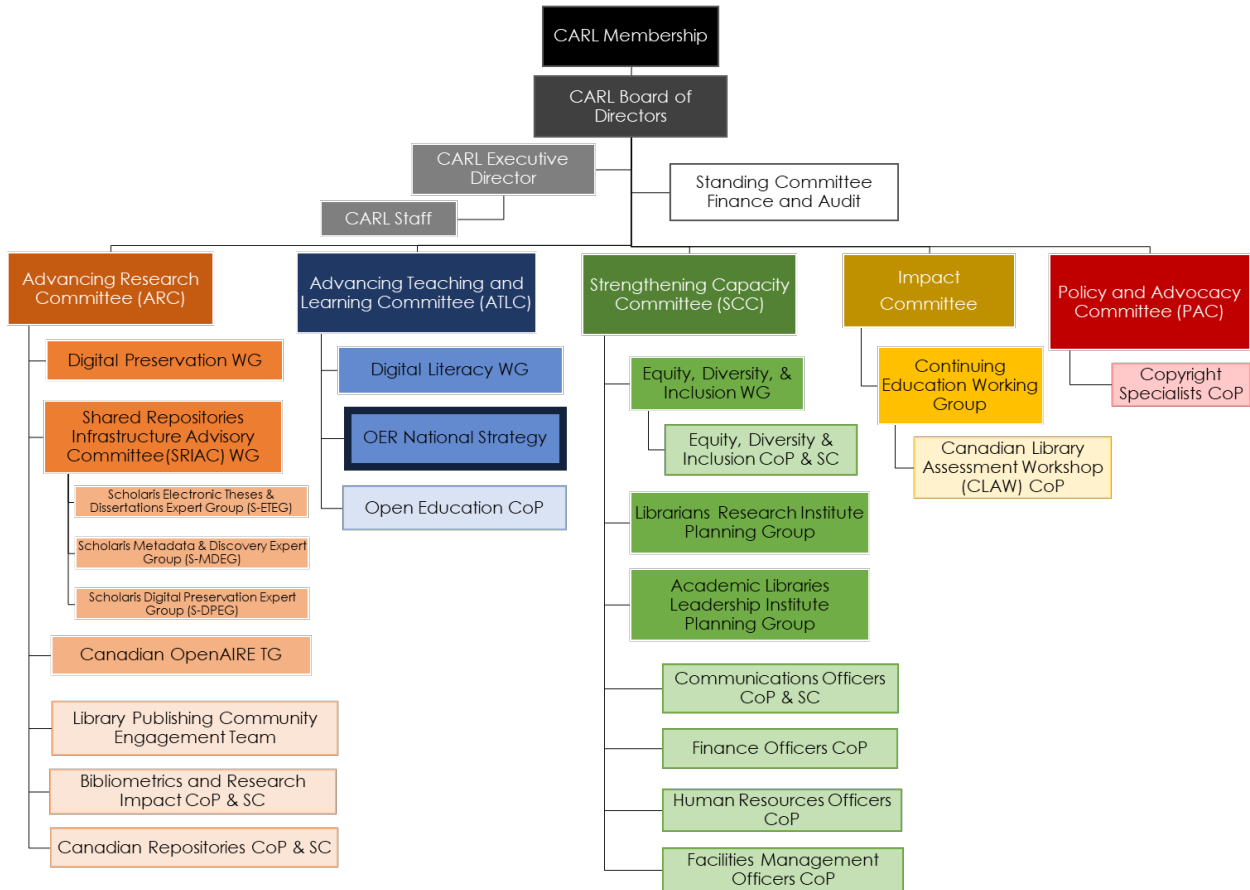 CARL Membership
CARL Board of
Directors
CARL Executive
Director
Standing Committee
Finance and Audit
CARL Staff
Advancing Research
Committee (ARC)
Digital Preservation WG
Shared Repositories
Infrastructure Advisory
Committee(SRIAC) WG
Scholaris Electronic Theses &
Dissertations Expert Group (S-ETEG)
Scholaris Metadata & Discovery Expert
Group (S-MDEG)
Scholaris Digital Preservation Expert
Group (S-DPEG)
Canadian OpenAIRE TG
Library Publishing Community
Engagement Team
Bibliometrics and Research
Impact CoP & SC
Canadian Repositories CoP & SC
Advancing Teaching and
Learning Committee (ATLC)
Digital Literacy WG
OER National Strategy
Open Education CoP
Strengthening Capacity
Committee (SCC)
Equity, Diversity, &
Inclusion WG
Equity, Diversity &
Inclusion CoP & SC
Librarians Research Institute
Planning Group
Academic Libraries
Leadership Institute
Planning Group
Communications Officers
CoP & SC
Finance Officers CoP
Human Resources Officers
CoP
Facilities Management
Officers CoP
Impact
Committee
Continuing
Education Working
Group
Canadian Library
Assessment Workshop
(CLAW) CoP
Policy and Advocacy
Committee (PAC)
Copyright
Specialists CoP